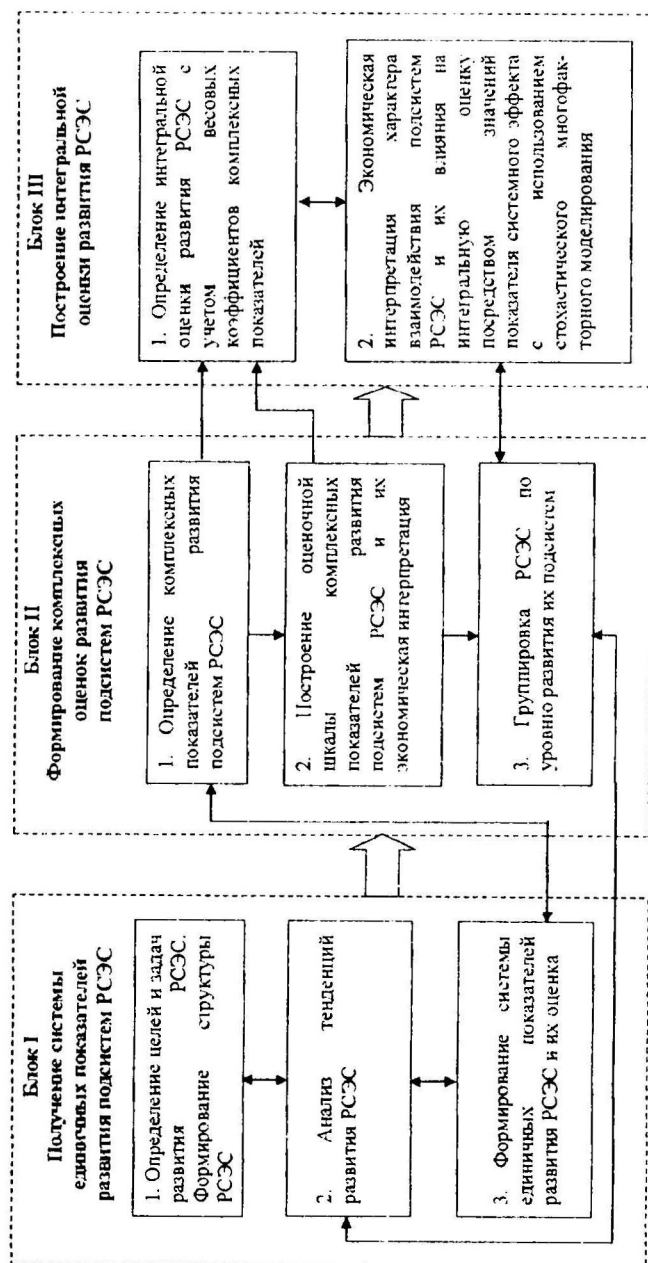 Блок I
Получение системы
единичных показателей
развития подсистем РСЭС
1. Определение целей и задач
развития РСЭС.
Формирование структуры
РСЭС
2. Анализ тенденций
развития РСЭС
3. Формирование системы
единичных показателей
развития РСЭС и их оценка
Блок II
Формирование комплексных
оценок развития
подсистем РСЭС
1. Определение комплексных
показателей развития
подсистем РСЭС
2. Построение оценочной
шкалы комплексных
показателей развития
подсистем РСЭС и их
экономическая интерпретация
3. Группировка РСЭС по
уровню развития их подсистем
Блок III
Построение интегральной
оценки развития РСЭС
1. Определение интегральной
оценки развития РСЭС с
учетом весовых
коэффициентов комплексных
показателей
2. Экономическая
интерпретация характера
взаимодействия подсистем
РСЭС и их влияния на
интегральную оценку
посредством значений
показателя системного эффекта
с использованием
стохастического многофак-
торного моделирования